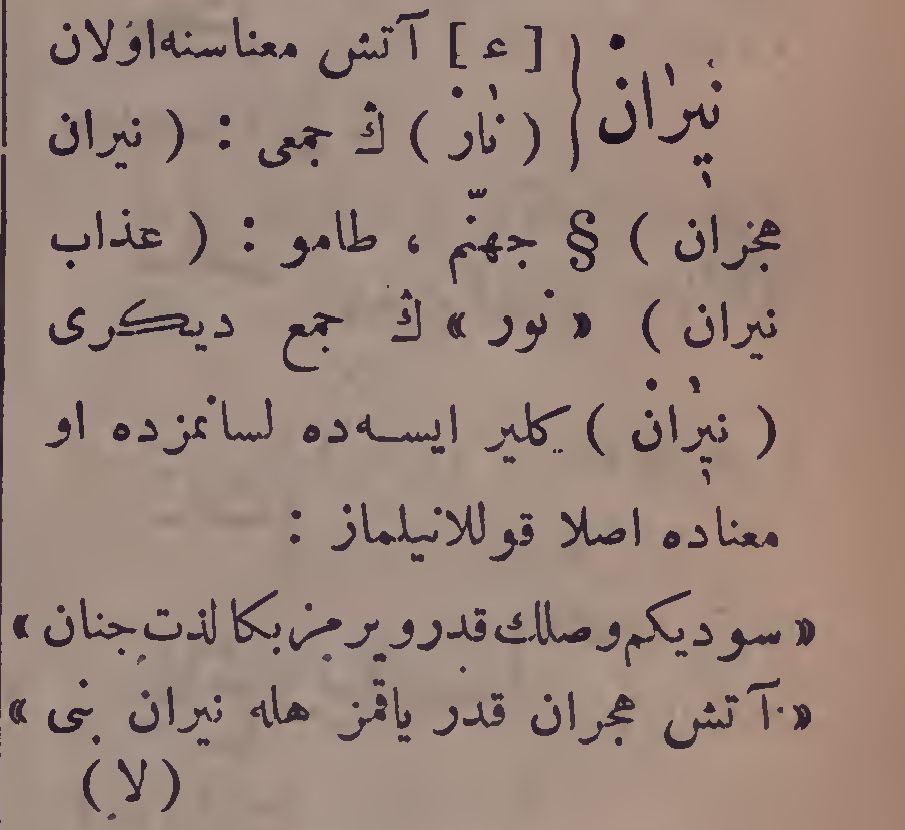 نیران { [ ع ] آتش معناسنه اولان
( نار ) ڭ جمعی : ( نیران
هجران ) § جهنّم ، طامو : ( عذاب
نیران ) « نور » ڭ جمع دیکری
( نیران ) کلیر ایسه‌ده لسانمزده او
معناده اصلا قوللانیلماز :
« سودیکم وصلك قدر ویرمز بکا لذت جنان »
« آتش هجران قدر یاقمز هله نیران بنی »
( لا )